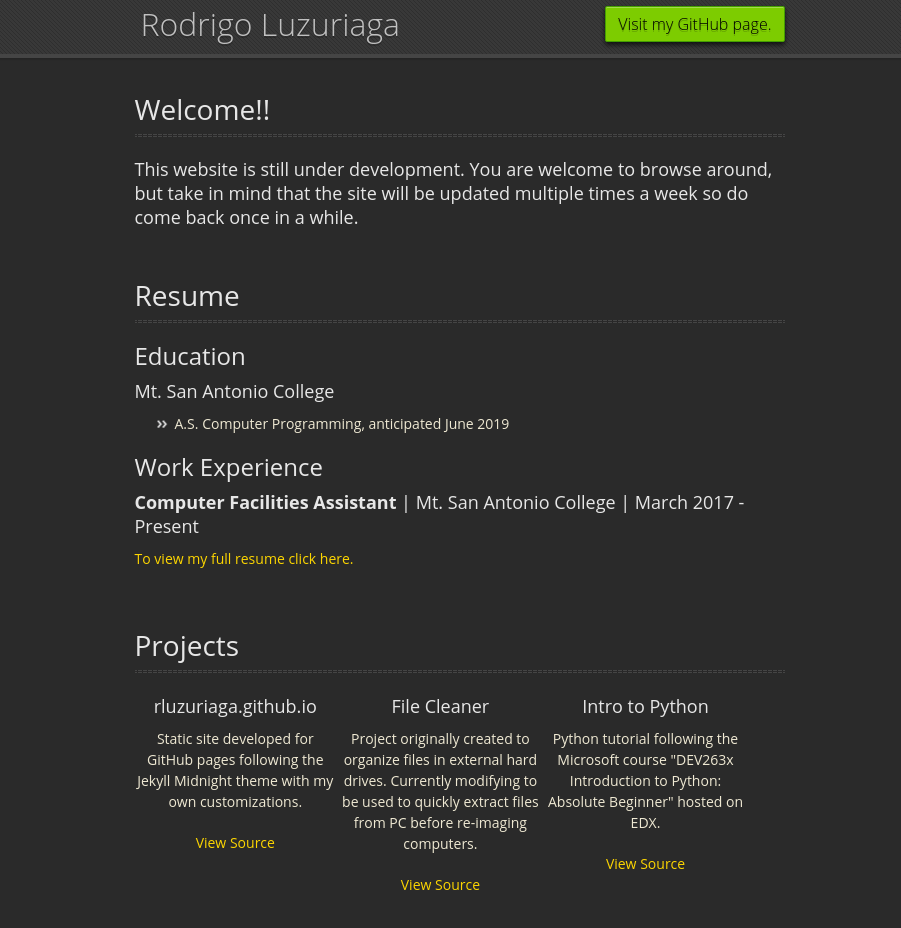 Rodrigo Luzuriaga
Visit my GitHub page.
Welcome!!
This website is still under development. You are welcome to browse around,
but take in mind that the site will be updated multiple times a week so do
come back once in a while.
Resume
Education
Mt. San Antonio College
» A.S. Computer Programming, anticipated June 2019
Work Experience
Computer Facilities Assistant | Mt. San Antonio College | March 2017 -
Present
To view my full resume click here.
Projects
rluzuriaga.github.io
Static site developed for
GitHub pages following the
Jekyll Midnight theme with my
own customizations.
View Source
File Cleaner
Project originally created to
organize files in external hard
drives. Currently modifying to
be used to quickly extract files
from PC before re-imaging
computers.
View Source
Intro to Python
Python tutorial following the
Microsoft course "DEV263x
Introduction to Python:
Absolute Beginner" hosted on
EDX.
View Source